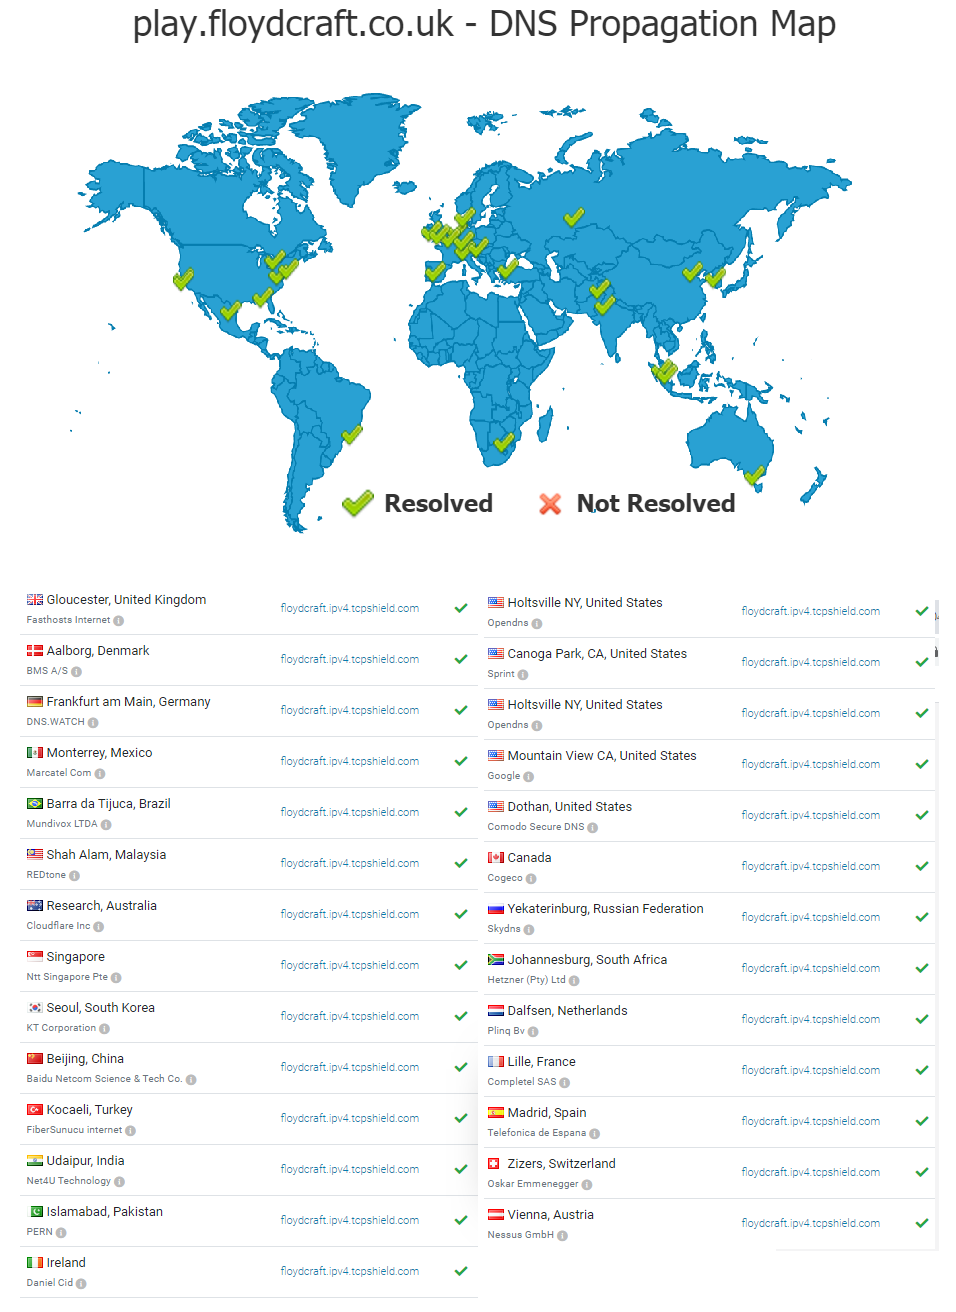 play.floydcraft.co.uk - DNS Propagation Map
Resolved
Not Resolved
Gloucester, United Kingdom
Fasthosts Internet
floydcraft.ipv4.tcpshield.com
Aalborg, Denmark
BMS A/S
floydcraft.ipv4.tcpshield.com
Frankfurt am Main, Germany
DNS.WATCH
floydcraft.ipv4.tcpshield.com
Monterrey, Mexico
Marcatel Com
floydcraft.ipv4.tcpshield.com
Barra da Tijuca, Brazil
Mundivox LTDA
floydcraft.ipv4.tcpshield.com
Shah Alam, Malaysia
REDtone
floydcraft.ipv4.tcpshield.com
Research, Australia
Cloudflare Inc
floydcraft.ipv4.tcpshield.com
Singapore
Ntt Singapore Pte
floydcraft.ipv4.tcpshield.com
Seoul, South Korea
KT Corporation
floydcraft.ipv4.tcpshield.com
Beijing, China
Baidu Netcom Science & Tech Co.
floydcraft.ipv4.tcpshield.com
Kocaeli, Turkey
FiberSunucu internet
floydcraft.ipv4.tcpshield.com
Udaipur, India
Net4U Technology
floydcraft.ipv4.tcpshield.com
Islamabad, Pakistan
PERN
floydcraft.ipv4.tcpshield.com
Ireland
Daniel Cid
floydcraft.ipv4.tcpshield.com
Holtsville NY, United States
Opendns
floydcraft.ipv4.tcpshield.com
Canoga Park, CA, United States
Sprint
floydcraft.ipv4.tcpshield.com
Holtsville NY, United States
Opendns
floydcraft.ipv4.tcpshield.com
Mountain View CA, United States
Google
floydcraft.ipv4.tcpshield.com
Dothan, United States
Comodo Secure DNS
floydcraft.ipv4.tcpshield.com
Canada
Cogeco
floydcraft.ipv4.tcpshield.com
Yekaterinburg, Russian Federation
Skydns
floydcraft.ipv4.tcpshield.com
Johannesburg, South Africa
Hetzner (Pty) Ltd
floydcraft.ipv4.tcpshield.com
Dalfsen, Netherlands
Plinq Bv
floydcraft.ipv4.tcpshield.com
Lille, France
Completel SAS
floydcraft.ipv4.tcpshield.com
Madrid, Spain
Telefonica de Espana
floydcraft.ipv4.tcpshield.com
Zizers, Switzerland
Oskar Emmenegger
floydcraft.ipv4.tcpshield.com
Vienna, Austria
Nessus GmbH
floydcraft.ipv4.tcpshield.com